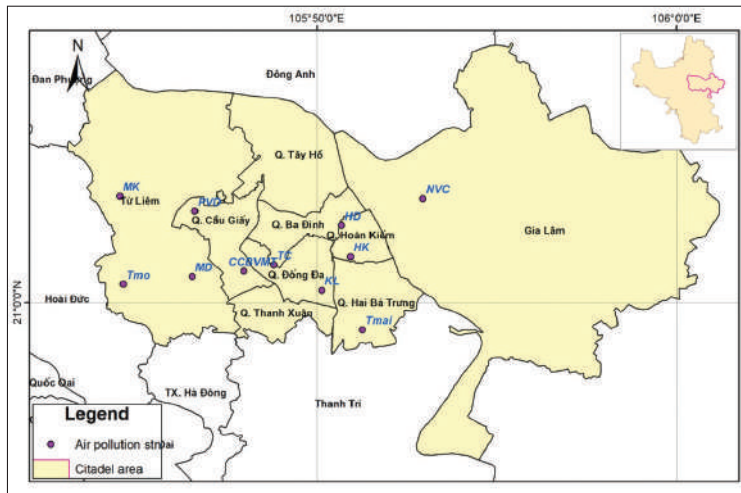 105°50'0"E
106°0'0"E
N
Đan Phượng
Đông Anh
Q. Tây Hồ
MK
Từ Liêm
PVD
Q. Cầu Giấy
Q. Ba Đình
HD
Q. Hoàn Kiếm
NVC
Gia Lâm
HK
CCBVMT
TC
Q. Đống Đa
MD
Tmo
KL
Hoài Đức
21°0'0"N
Q. Hai Bà Trưng
Q. Thanh Xuân
Tmai
Quốc Oai
TX. Hà Đông
Thanh Trì
Legend
Air pollution stn
Citadel area